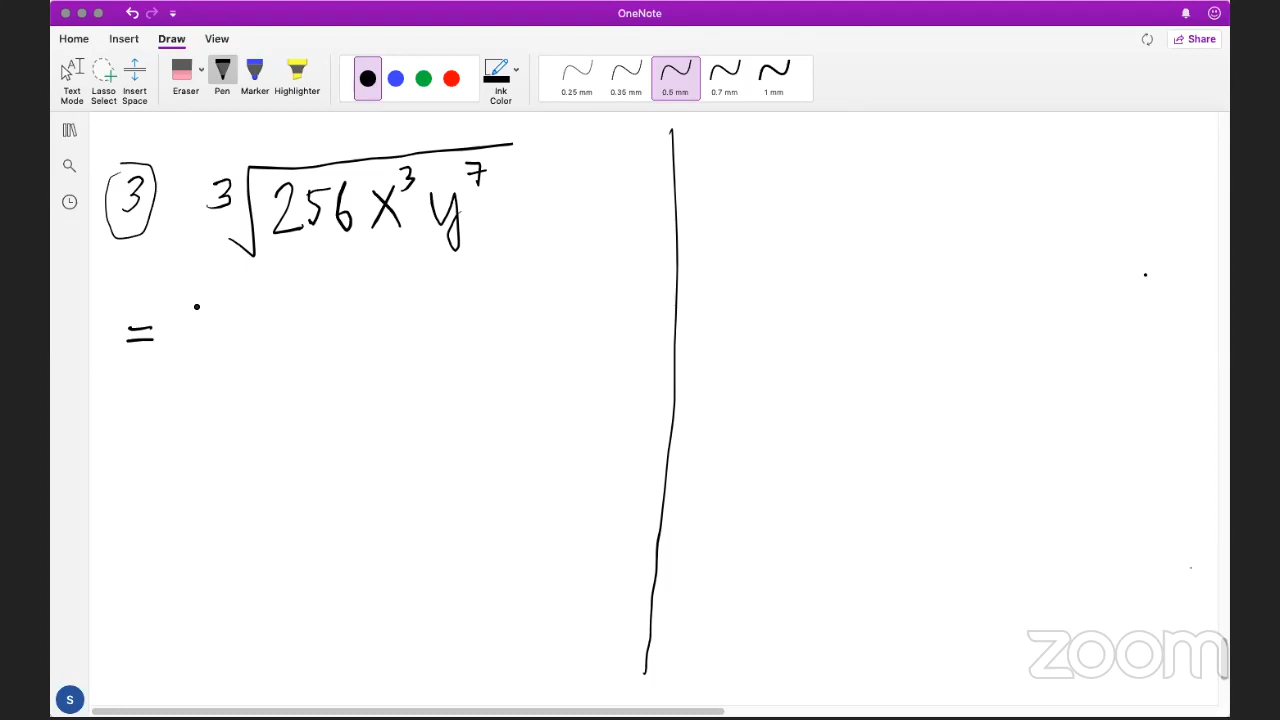 OneNote
Home Insert Draw View
Share
Text Mode
Lasso Select
Insert Space
Eraser
Pen
Marker
Highlighter
Ink Color
0.25 mm
0.35 mm
0.5 mm
0.7 mm
1 mm
3 ∛256x³y⁷
=
zoom
S